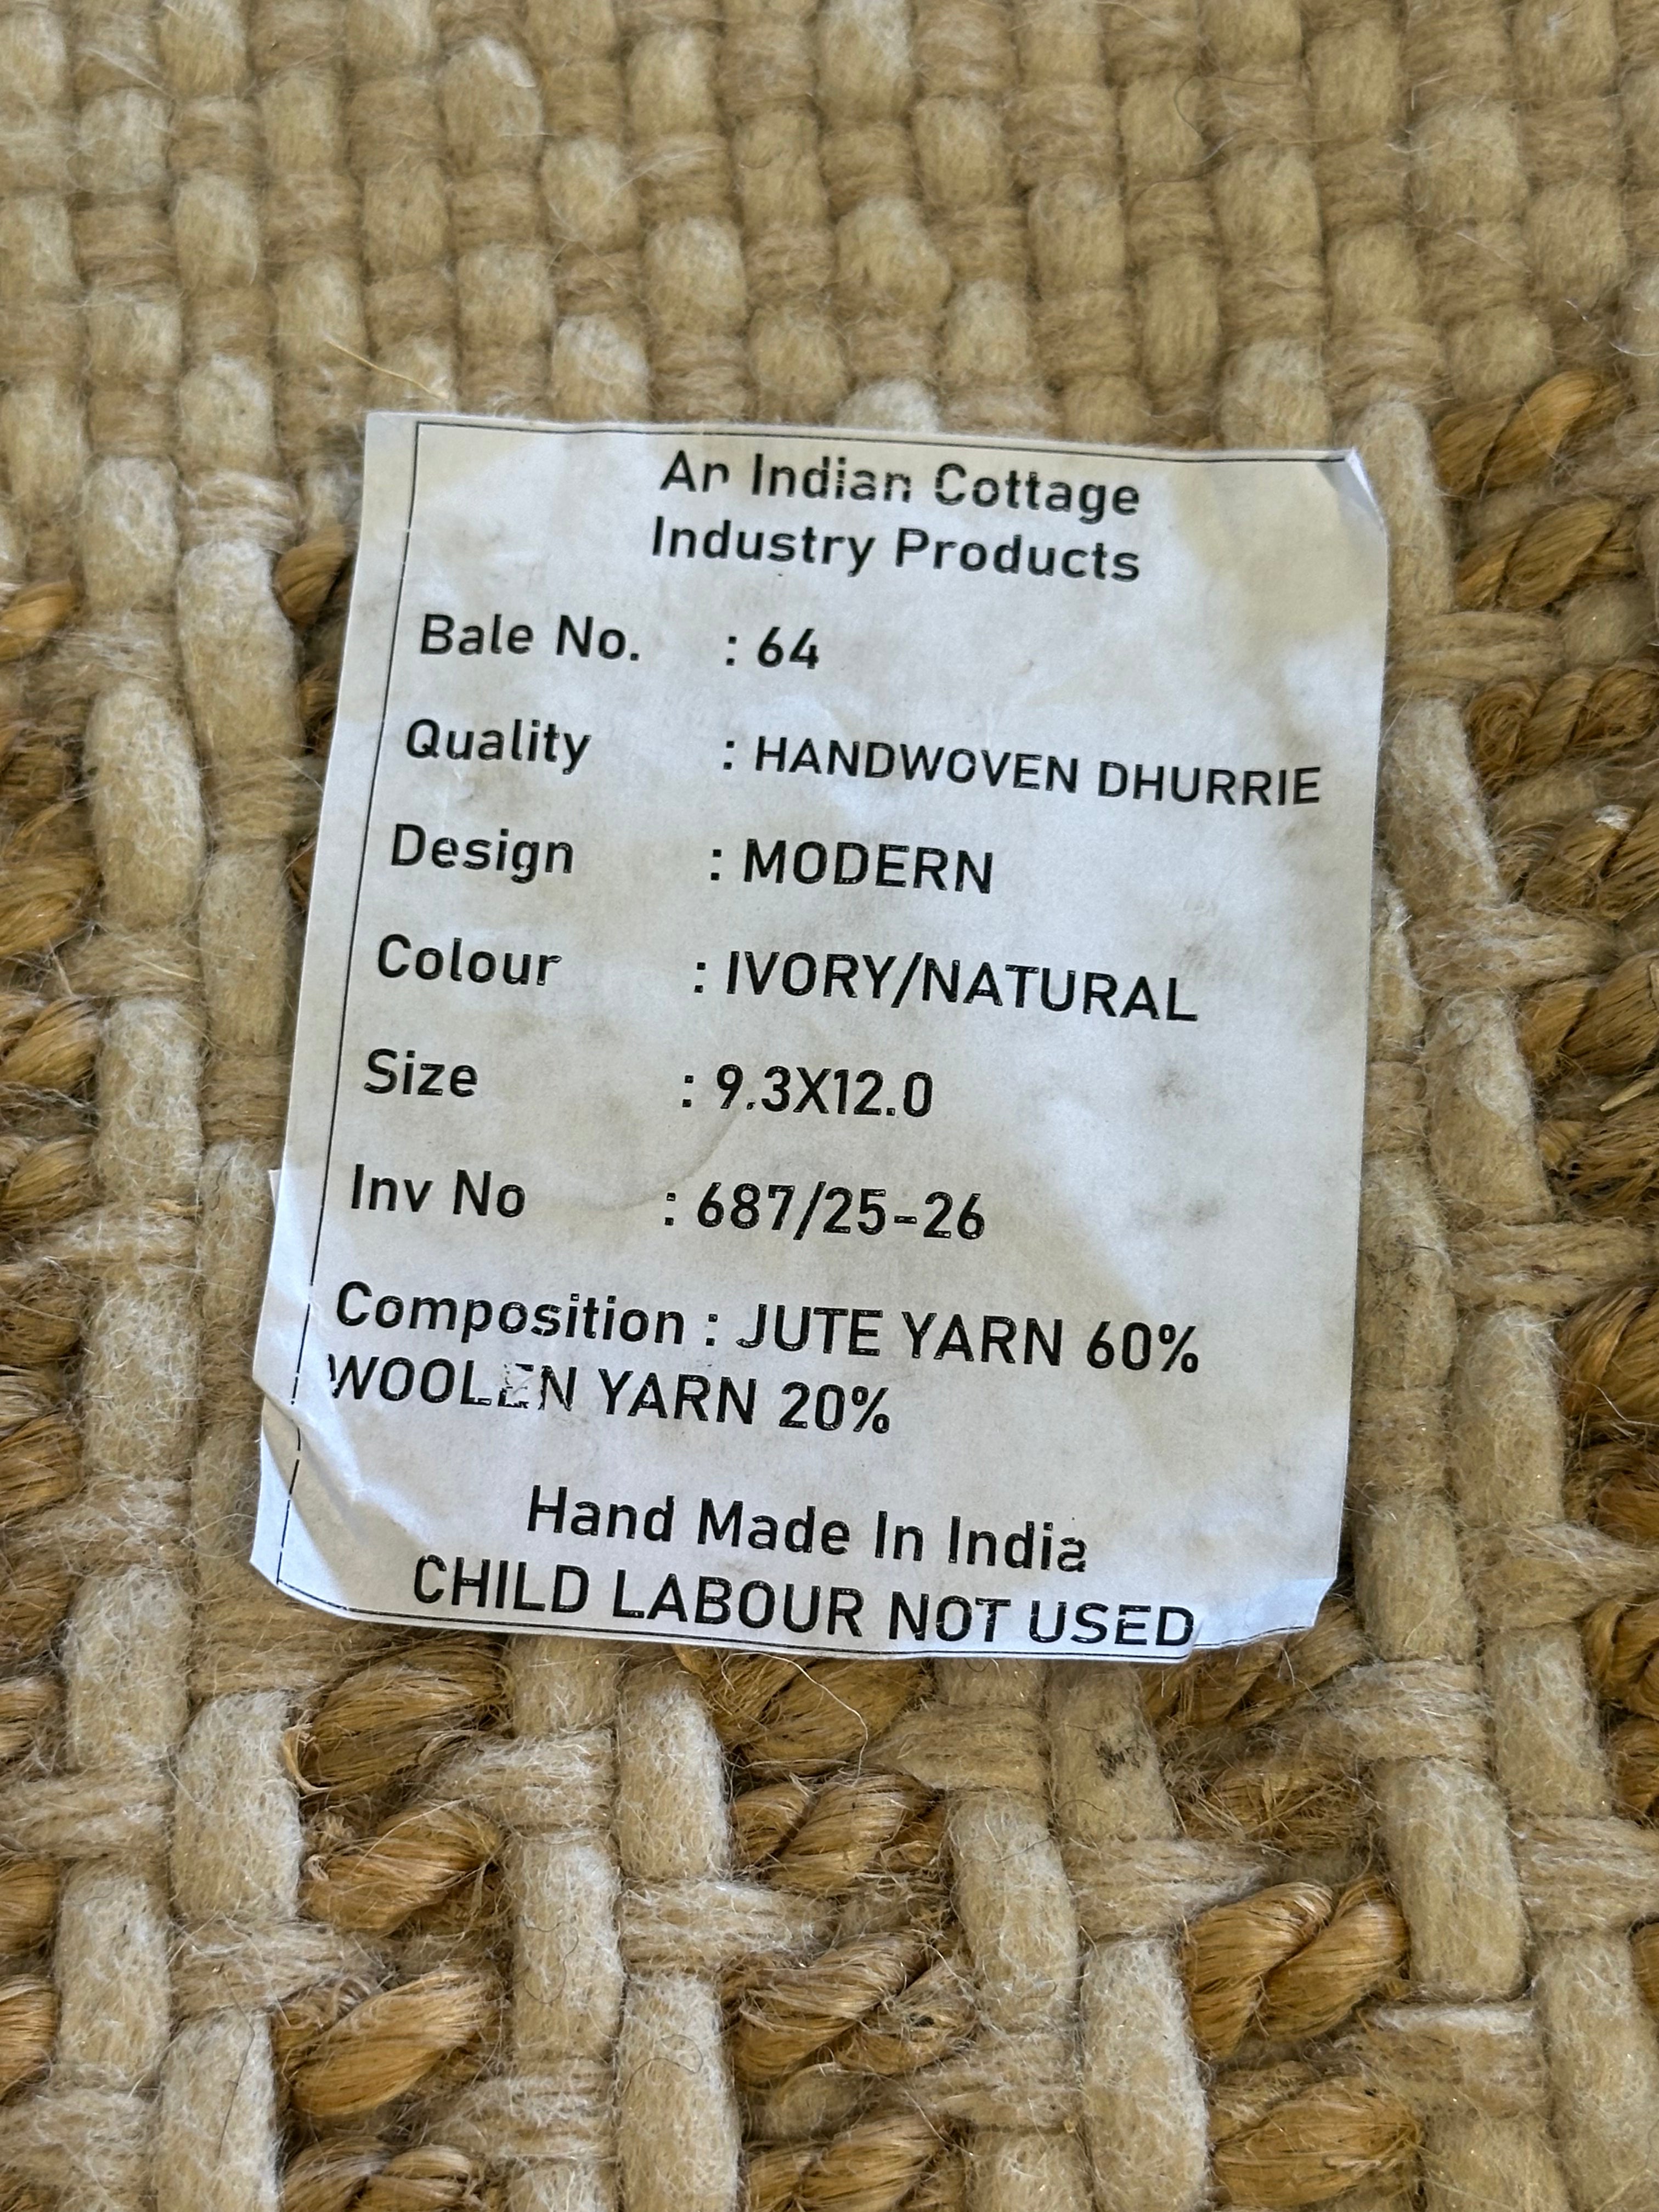 An Indian Cottage
Industry Products
Bale No. : 64
Quality : HANDWOVEN DHURRIE
Design : MODERN
Colour : IVORY/NATURAL
Size : 9.3X12.0
Inv No : 687/25-26
Composition : JUTE YARN 60%
WOOLEN YARN 20%
Hand Made In India
CHILD LABOUR NOT USED